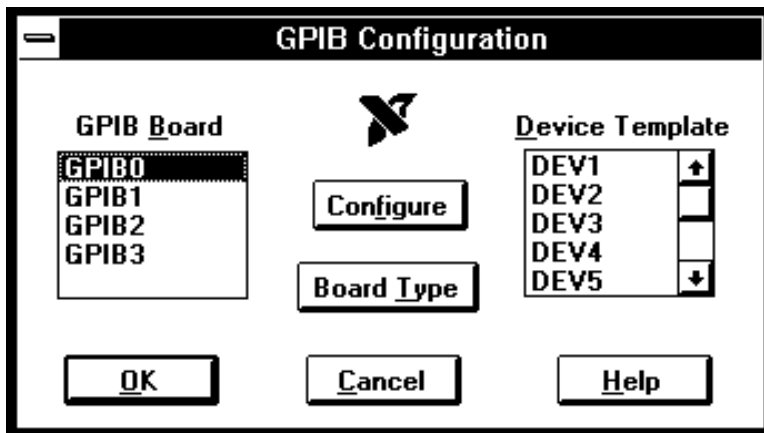 GPIB Configuration
GPIB Board
GPIB0
GPIB1
GPIB2
GPIB3
Configure
Board Type
Device Template
DEV1
DEV2
DEV3
DEV4
DEV5
OK
Cancel
Help